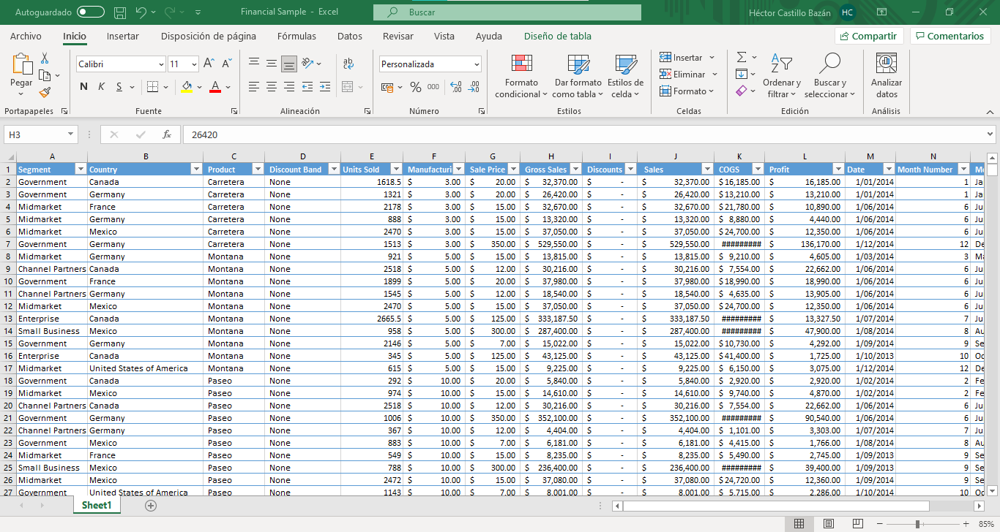 Autoguardado Financial Sample - Excel Buscar Héctor Castillo Bazán HC
Archivo Inicio Insertar Disposición de página Fórmulas Datos Revisar Vista Ayuda Diseño de tabla Compartir Comentarios
Calibri 11 Personalizada Insertar
Pegar N K S % 000 Formato condicional Dar formato como tabla Estilos de celda Eliminar Formato Ordenar y filtrar Buscar y seleccionar Analizar datos
Portapapeles Fuente Alineación Número Estilos Celdas Edición Análisis
H3 fx 26420
A B C D E F G H I J K L M N
1 Segment Country Product Discount Band Units Sold Manufacturi Sale Price Gross Sales Discounts Sales COGS Profit Date Month Number
2 Government Canada Carretera None 1618.5 $ 3.00 $ 20.00 $ 32,370.00 $ - $ 32,370.00 $ 16,185.00 $ 16,185.00 1/01/2014 1 Ja
3 Government Germany Carretera None 1321 $ 3.00 $ 20.00 $ 26,420.00 $ - $ 26,420.00 $ 13,210.00 $ 13,210.00 1/01/2014 1 Ja
4 Midmarket France Carretera None 2178 $ 3.00 $ 15.00 $ 32,670.00 $ - $ 32,670.00 $ 21,780.00 $ 10,890.00 1/06/2014 6 Ju
5 Midmarket Germany Carretera None 888 $ 3.00 $ 15.00 $ 13,320.00 $ - $ 13,320.00 $ 8,880.00 $ 4,440.00 1/06/2014 6 Ju
6 Midmarket Mexico Carretera None 2470 $ 3.00 $ 15.00 $ 37,050.00 $ - $ 37,050.00 $ 24,700.00 $ 12,350.00 1/06/2014 6 Ju
7 Government Germany Carretera None 1513 $ 3.00 $ 350.00 $ 529,550.00 $ - $ 529,550.00 ######### $ 136,170.00 1/12/2014 12 De
8 Midmarket Germany Montana None 921 $ 5.00 $ 15.00 $ 13,815.00 $ - $ 13,815.00 $ 9,210.00 $ 4,605.00 1/03/2014 3 Ma
9 Channel Partners Canada Montana None 2518 $ 5.00 $ 12.00 $ 30,216.00 $ - $ 30,216.00 $ 7,554.00 $ 22,662.00 1/06/2014 6 Ju
10 Government France Montana None 1899 $ 5.00 $ 20.00 $ 37,980.00 $ - $ 37,980.00 $ 18,990.00 $ 18,990.00 1/06/2014 6 Ju
11 Channel Partners Germany Montana None 1545 $ 5.00 $ 12.00 $ 18,540.00 $ - $ 18,540.00 $ 4,635.00 $ 13,905.00 1/06/2014 6 Ju
12 Midmarket Mexico Montana None 2470 $ 5.00 $ 15.00 $ 37,050.00 $ - $ 37,050.00 $ 24,700.00 $ 12,350.00 1/06/2014 6 Ju
13 Enterprise Canada Montana None 2665.5 $ 5.00 $ 125.00 $ 333,187.50 $ - $ 333,187.50 ######### $ 13,327.50 1/07/2014 7 Ju
14 Small Business Mexico Montana None 958 $ 5.00 $ 300.00 $ 287,400.00 $ - $ 287,400.00 ######### $ 47,900.00 1/08/2014 8 Au
15 Government Germany Montana None 2146 $ 5.00 $ 7.00 $ 15,022.00 $ - $ 15,022.00 $ 10,730.00 $ 4,292.00 1/09/2014 9 Se
16 Enterprise Canada Montana None 345 $ 5.00 $ 125.00 $ 43,125.00 $ - $ 43,125.00 $ 41,400.00 $ 1,725.00 1/10/2013 10 Oc
17 Midmarket United States of America Montana None 615 $ 5.00 $ 15.00 $ 9,225.00 $ - $ 9,225.00 $ 6,150.00 $ 3,075.00 1/12/2014 12 De
18 Government Canada Paseo None 292 $ 10.00 $ 20.00 $ 5,840.00 $ - $ 5,840.00 $ 2,920.00 $ 2,920.00 1/02/2014 2 Fe
19 Midmarket Mexico Paseo None 974 $ 10.00 $ 15.00 $ 14,610.00 $ - $ 14,610.00 $ 9,740.00 $ 4,870.00 1/02/2014 2 Fe
20 Channel Partners Canada Paseo None 2518 $ 10.00 $ 12.00 $ 30,216.00 $ - $ 30,216.00 $ 7,554.00 $ 22,662.00 1/06/2014 6 Ju
21 Government Germany Paseo None 1006 $ 10.00 $ 350.00 $ 352,100.00 $ - $ 352,100.00 ######### $ 90,540.00 1/06/2014 6 Ju
22 Channel Partners Germany Paseo None 367 $ 10.00 $ 12.00 $ 4,404.00 $ - $ 4,404.00 $ 1,101.00 $ 3,303.00 1/07/2014 7 Ju
23 Government Mexico Paseo None 883 $ 10.00 $ 7.00 $ 6,181.00 $ - $ 6,181.00 $ 4,415.00 $ 1,766.00 1/08/2014 8 Au
24 Midmarket France Paseo None 549 $ 10.00 $ 15.00 $ 8,235.00 $ - $ 8,235.00 $ 5,490.00 $ 2,745.00 1/09/2013 9 Se
25 Small Business Mexico Paseo None 788 $ 10.00 $ 300.00 $ 236,400.00 $ - $ 236,400.00 ######### $ 39,400.00 1/09/2013 9 Se
26 Midmarket Mexico Paseo None 2472 $ 10.00 $ 15.00 $ 37,080.00 $ - $ 37,080.00 $ 24,720.00 $ 12,360.00 1/09/2014 9 Se
27 Government United States of America Paseo None 1143 $ 10.00 $ 7.00 $ 8,001.00 $ - $ 8,001.00 $ 5,715.00 $ 2,286.00 1/10/2014 10 Oc
Sheet1
85%